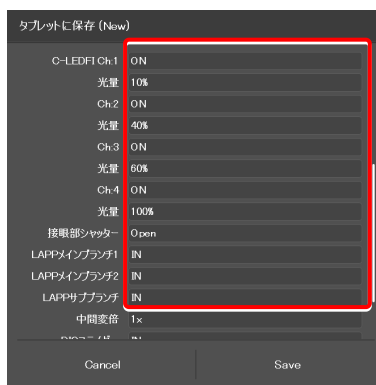 タブレットに保存 (New)
C-LEDFI Ch:1 ON
光量 10%
Ch:2 ON
光量 40%
Ch:3 ON
光量 60%
Ch:4 ON
光量 100%
接眼部シャッター Open
LAPPメインブランチ1 IN
LAPPメインブランチ2 IN
LAPPサブブランチ IN
中間変倍 1×
Cancel Save